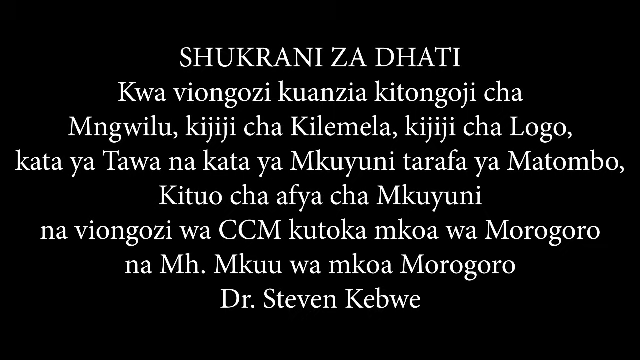 SHUKRANI ZA DHATI
Kwa viongozi kuanzia kitongoji cha
Mngwilu, kijiji cha Kilemela, kijiji cha Logo,
kata ya Tawa na kata ya Mkuyuni tarafa ya Matombo,
Kituo cha afya cha Mkuyuni
na viongozi wa CCM kutoka mkoa wa Morogoro
na Mh. Mkuu wa mkoa Morogoro
Dr. Steven Kebwe